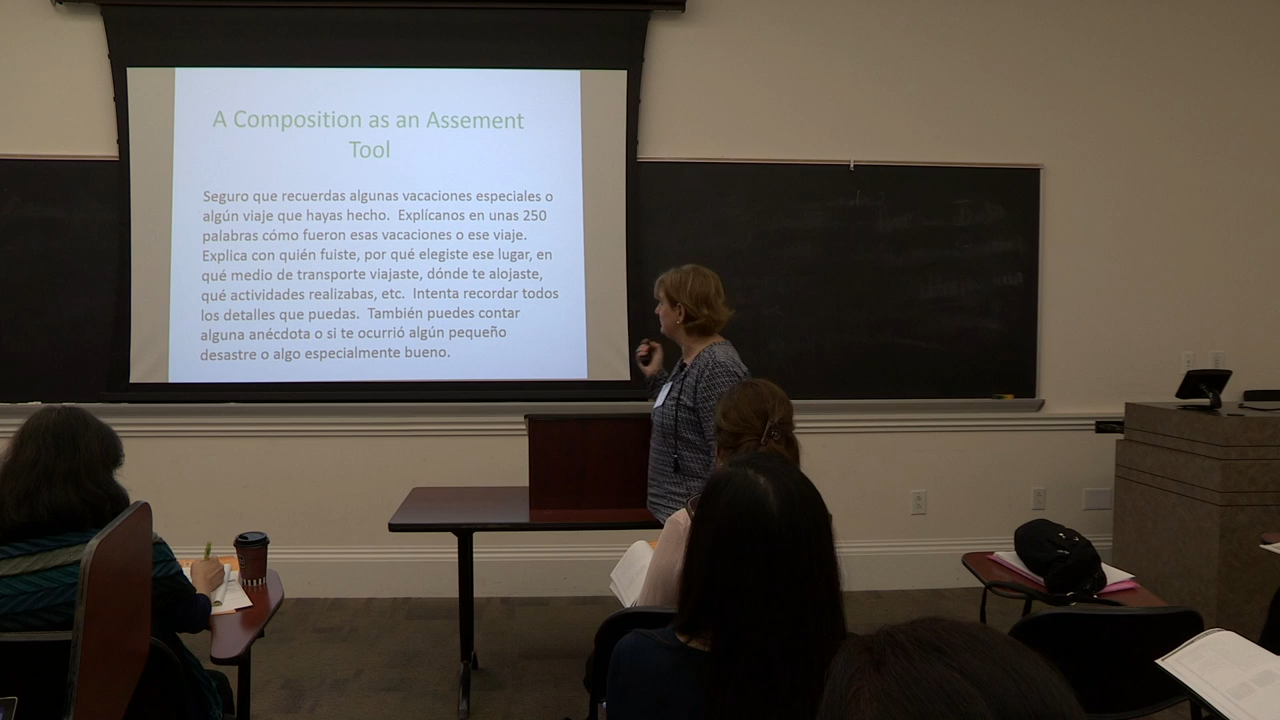 A Composition as an Assement
Tool
Seguro que recuerdas algunas vacaciones especiales o
algún viaje que hayas hecho. Explícanos en unas 250
palabras cómo fueron esas vacaciones o ese viaje.
Explica con quién fuiste, por qué elegiste ese lugar, en
qué medio de transporte viajaste, dónde te alojaste,
qué actividades realizabas, etc. Intenta recordar todos
los detalles que puedas. También puedes contar
alguna anécdota o si te ocurrió algún pequeño
desastre o algo especialmente bueno.